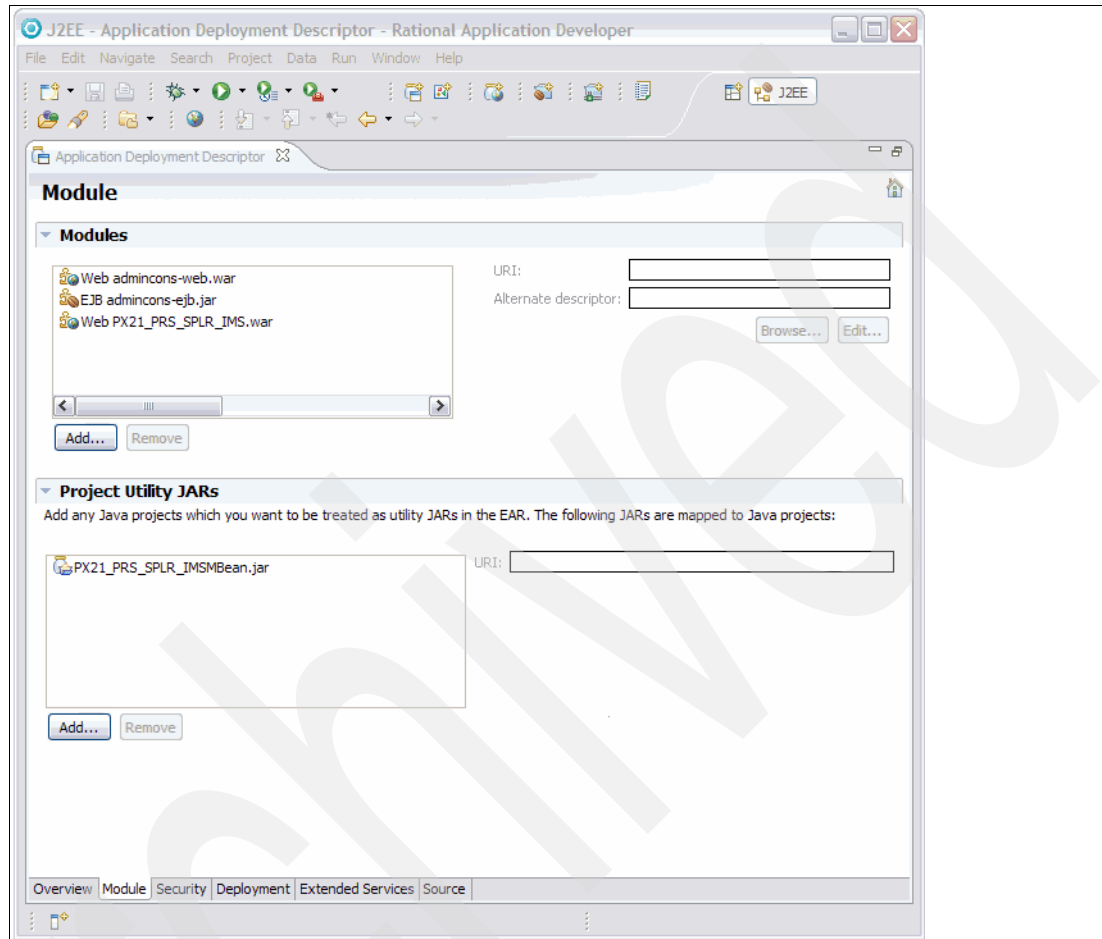 J2EE - Application Deployment Descriptor - Rational Application Developer
File Edit Navigate Search Project Data Run Window Help
J2EE
Application Deployment Descriptor
Module
Modules
Web admincons-web.war
EJB admincons-ejb.jar
Web PX21_PRS_SPLR_IMS.war
URI:
Alternate descriptor:
Browse... Edit...
Add... Remove
Project Utility JARs
Add any Java projects which you want to be treated as utility JARs in the EAR. The following JARs are mapped to Java projects:
PX21_PRS_SPLR_IMSMBean.jar
URI:
Add... Remove
Overview Module Security Deployment Extended Services Source